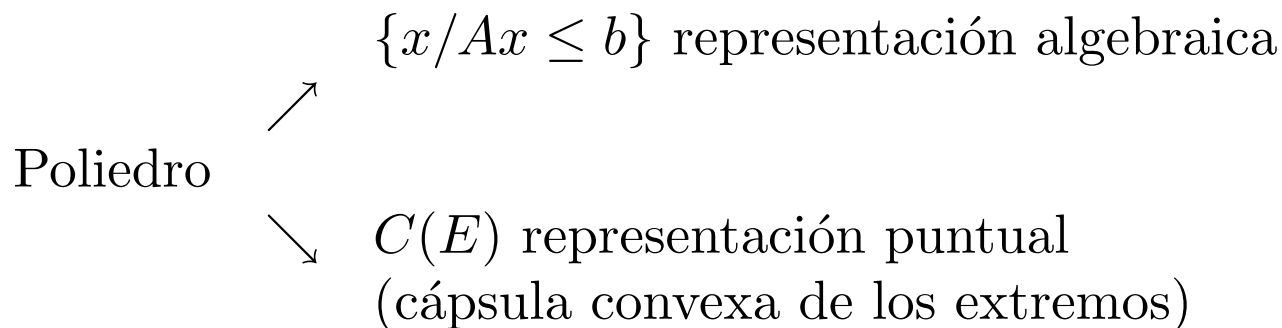 {x/Ax ≤ b} representación algebraica
Poliedro
C(E) representación puntual
(cápsula convexa de los extremos)